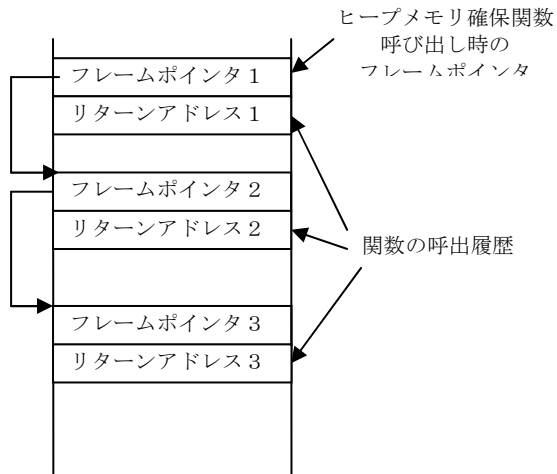 ヒープメモリ確保関数
呼び出し時の
フレームポインタ
フレームポインタ1
リターンアドレス1
フレームポインタ2
リターンアドレス2
関数の呼出履歴
フレームポインタ3
リターンアドレス3